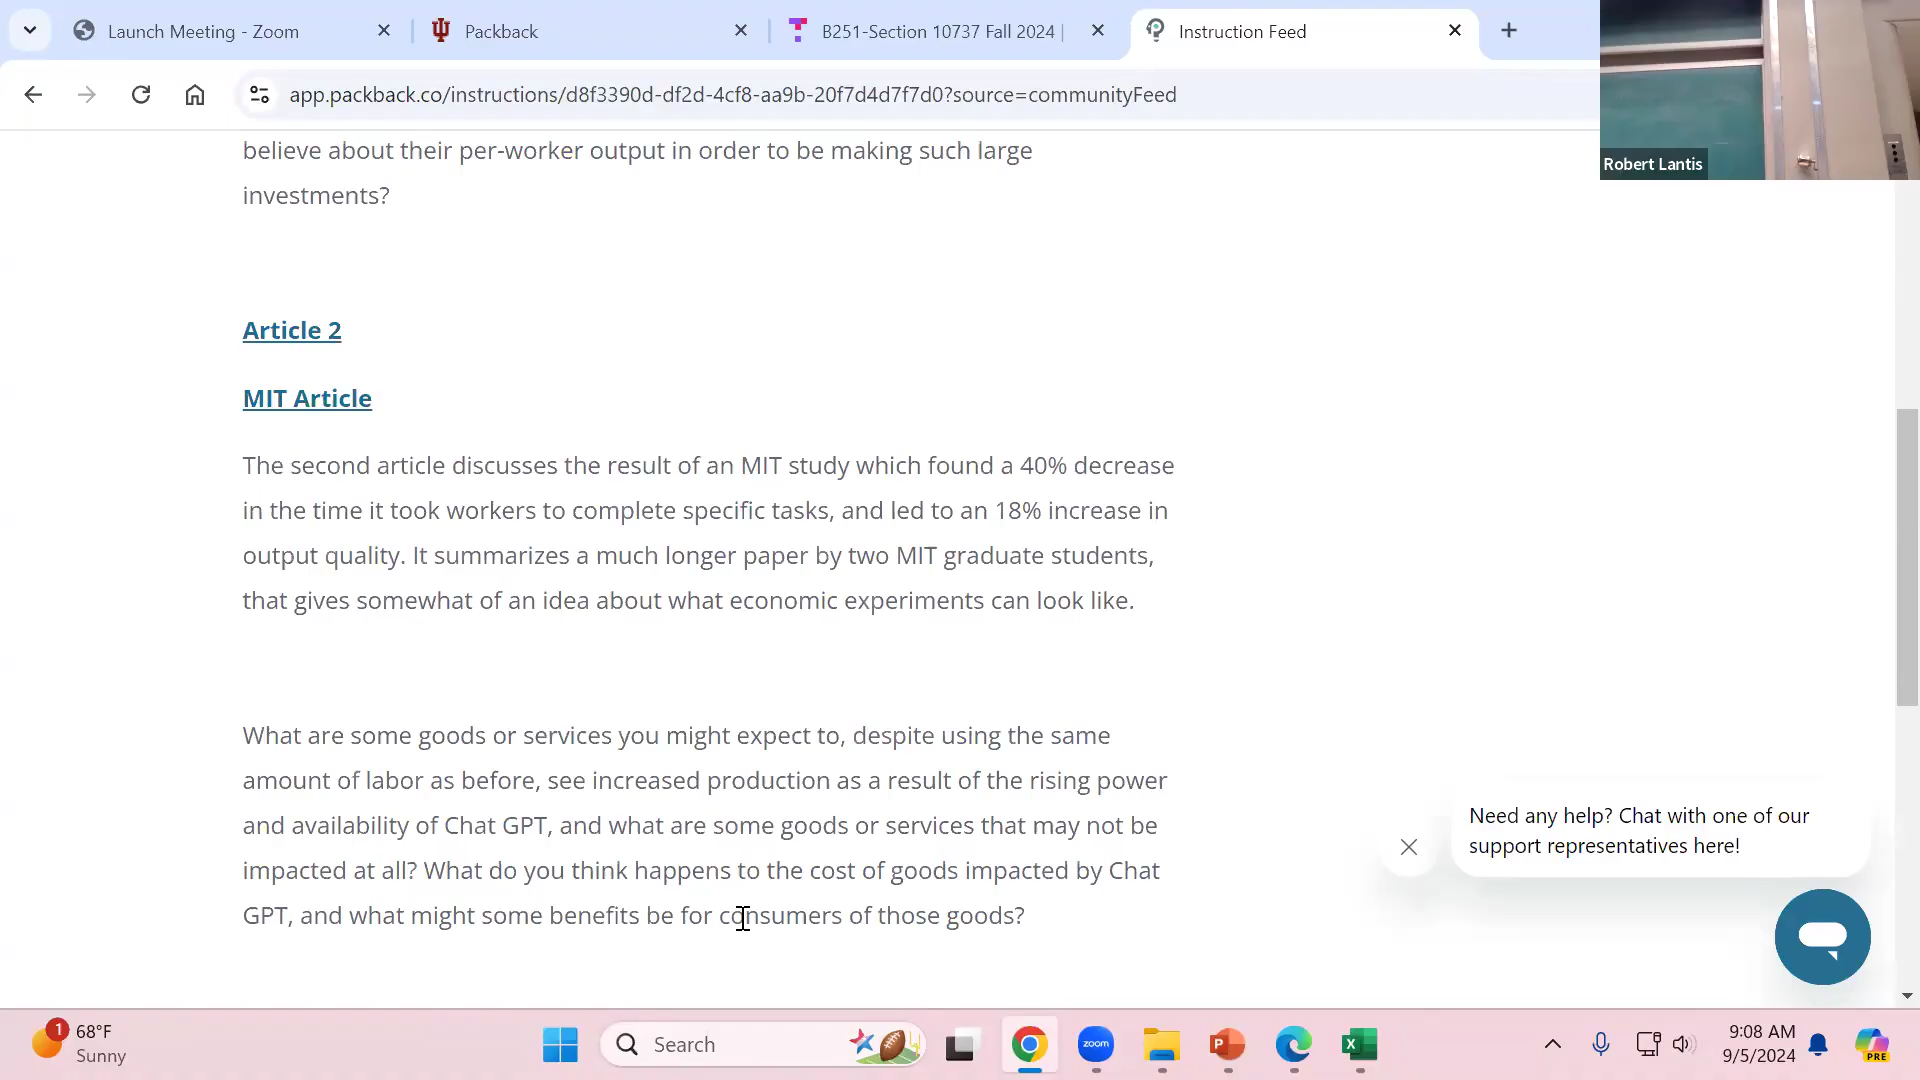 Launch Meeting - Zoom
Packback
B251-Section 10737 Fall 2024 |
Instruction Feed
app.packback.co/instructions/d8f3390d-df2d-4cf8-aa9b-20f7d4d7f7d0?source=communityFeed
Robert Lantis
believe about their per-worker output in order to be making such large
investments?
Article 2
MIT Article
The second article discusses the result of an MIT study which found a 40% decrease
in the time it took workers to complete specific tasks, and led to an 18% increase in
output quality. It summarizes a much longer paper by two MIT graduate students,
that gives somewhat of an idea about what economic experiments can look like.
What are some goods or services you might expect to, despite using the same
amount of labor as before, see increased production as a result of the rising power
and availability of Chat GPT, and what are some goods or services that may not be
impacted at all? What do you think happens to the cost of goods impacted by Chat
GPT, and what might some benefits be for consumers of those goods?
Need any help? Chat with one of our
support representatives here!
1
68°F
Sunny
Search
zoom
P
X
9:08 AM
9/5/2024
PRE